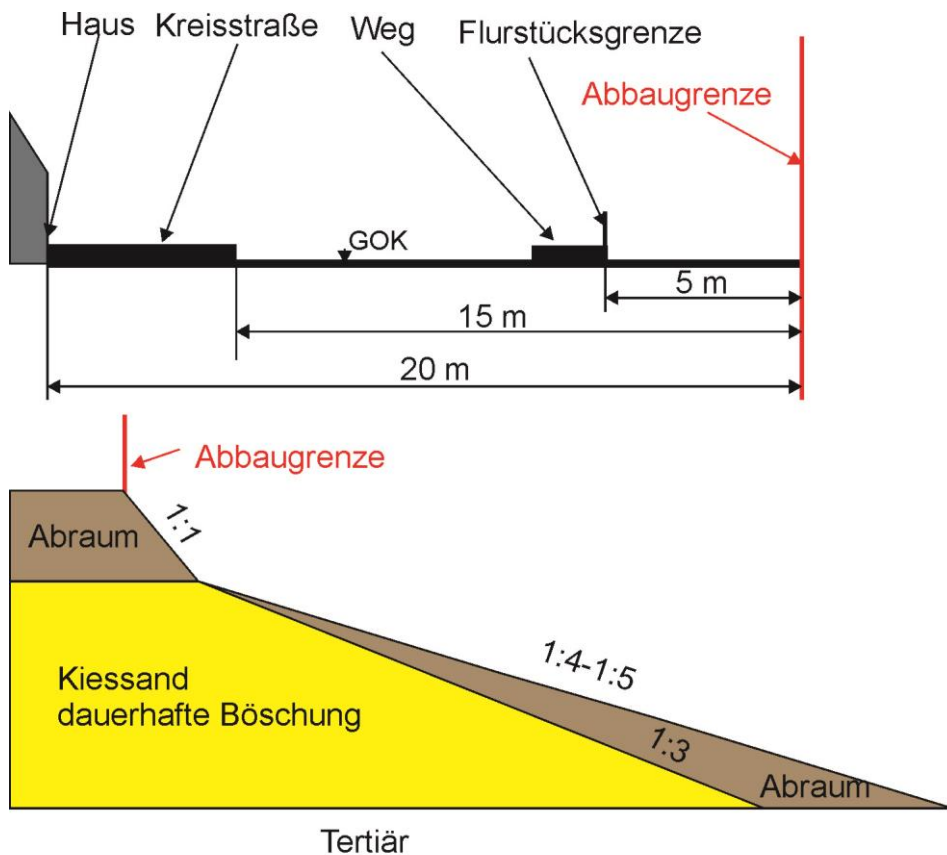 Haus Kreisstraße Weg Flurstücksgrenze
Abbaugrenze
GOK
5 m
15 m
20 m
Abbaugrenze
Abraum
1:1
Kiessand
dauerhafte Böschung
1:4-1:5
1:3
Abraum
Tertiär